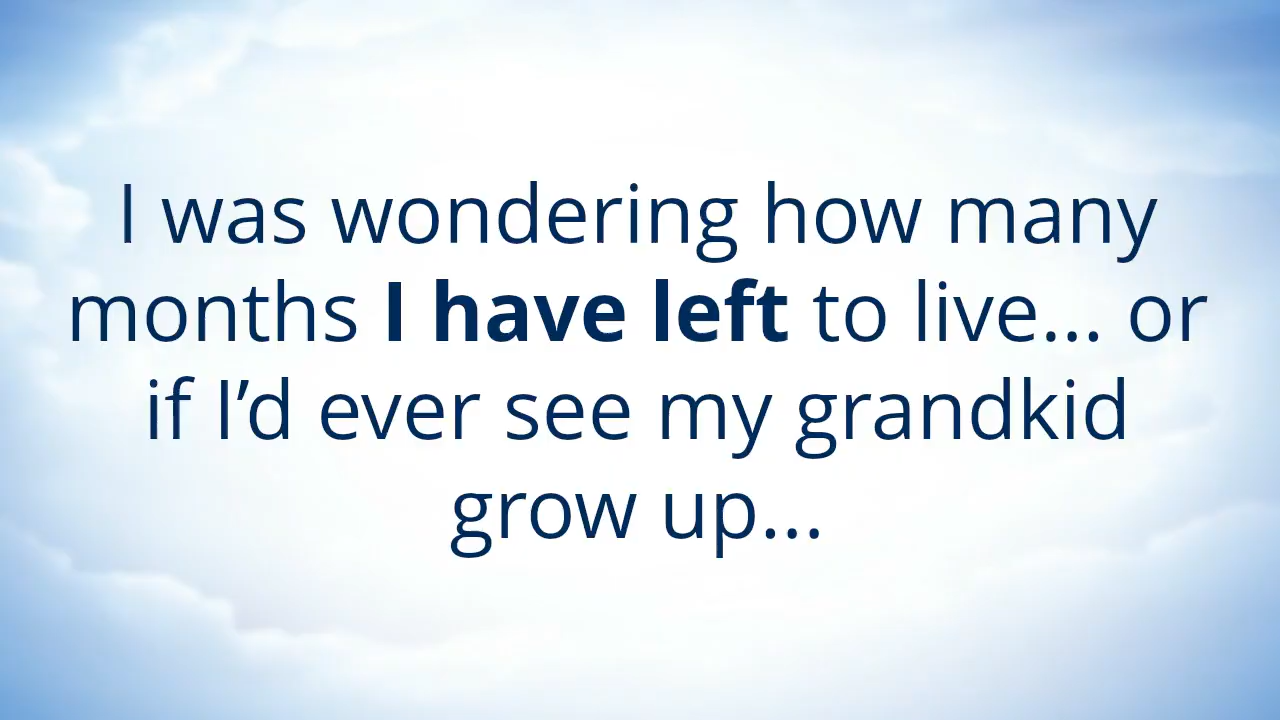 I was wondering how many
months I have left to live... or
if I’d ever see my grandkid
grow up...